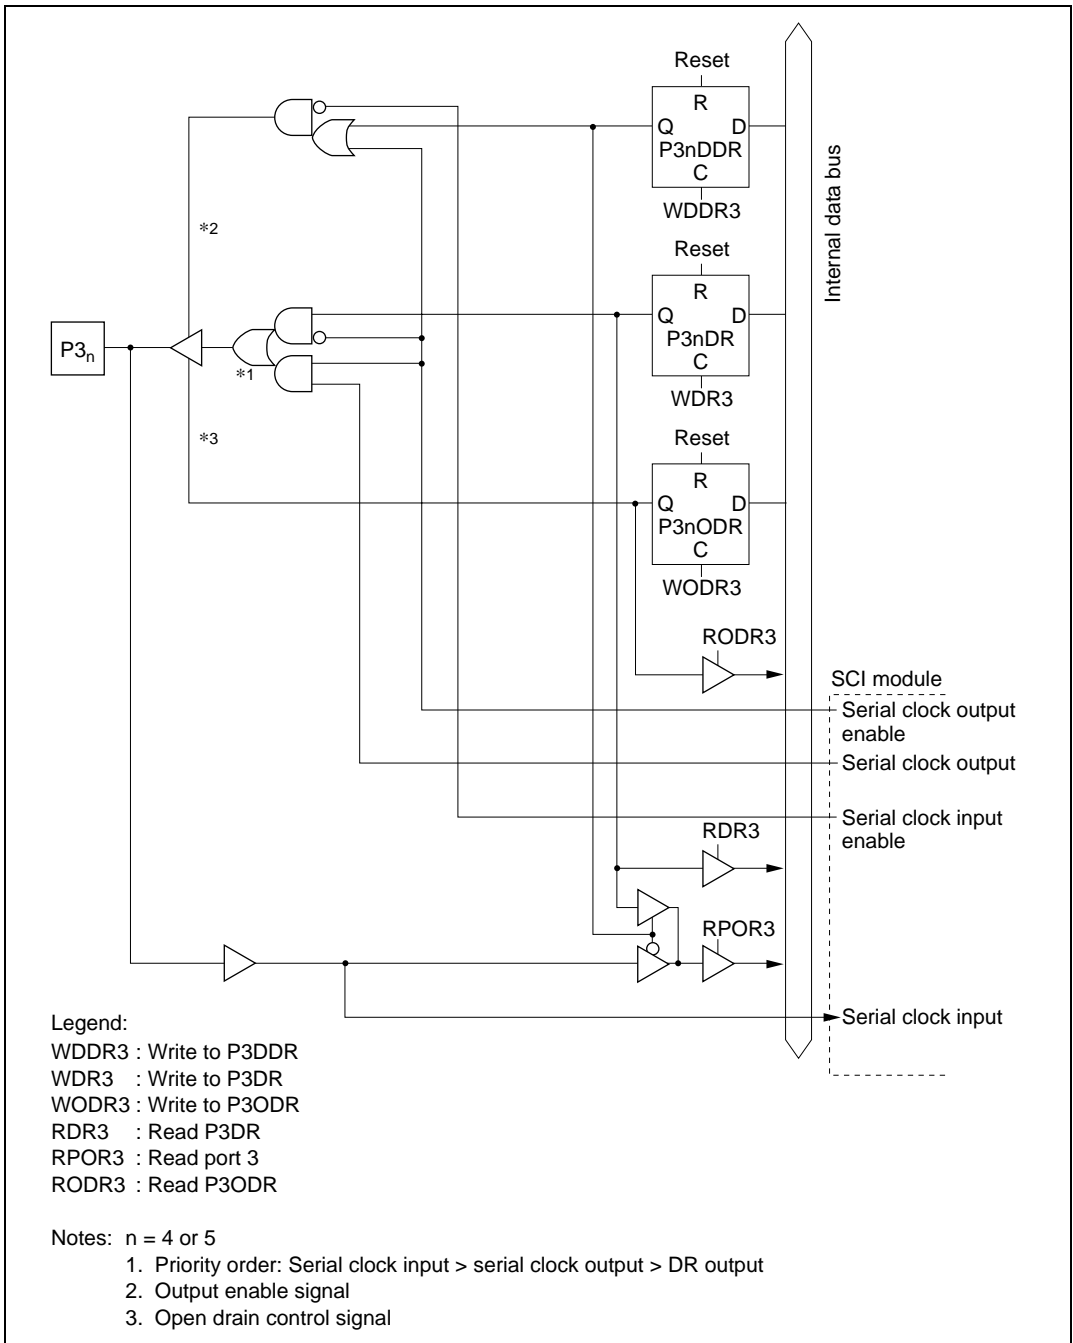 Reset
R
Q D
P3nDDR
C
WDDR3
Internal data bus
*2
Reset
R
Q D
P3nDR
C
WDR3
P3n
*1
*3
Reset
R
Q D
P3nODR
C
WODR3
RODR3
SCI module
Serial clock output
enable
Serial clock output
Serial clock input
enable
RDR3
RPOR3
Serial clock input
Legend:
WDDR3 : Write to P3DDR
WDR3 : Write to P3DR
WODR3 : Write to P3ODR
RDR3 : Read P3DR
RPOR3 : Read port 3
RODR3 : Read P3ODR
Notes: n = 4 or 5
1. Priority order: Serial clock input > serial clock output > DR output
2. Output enable signal
3. Open drain control signal